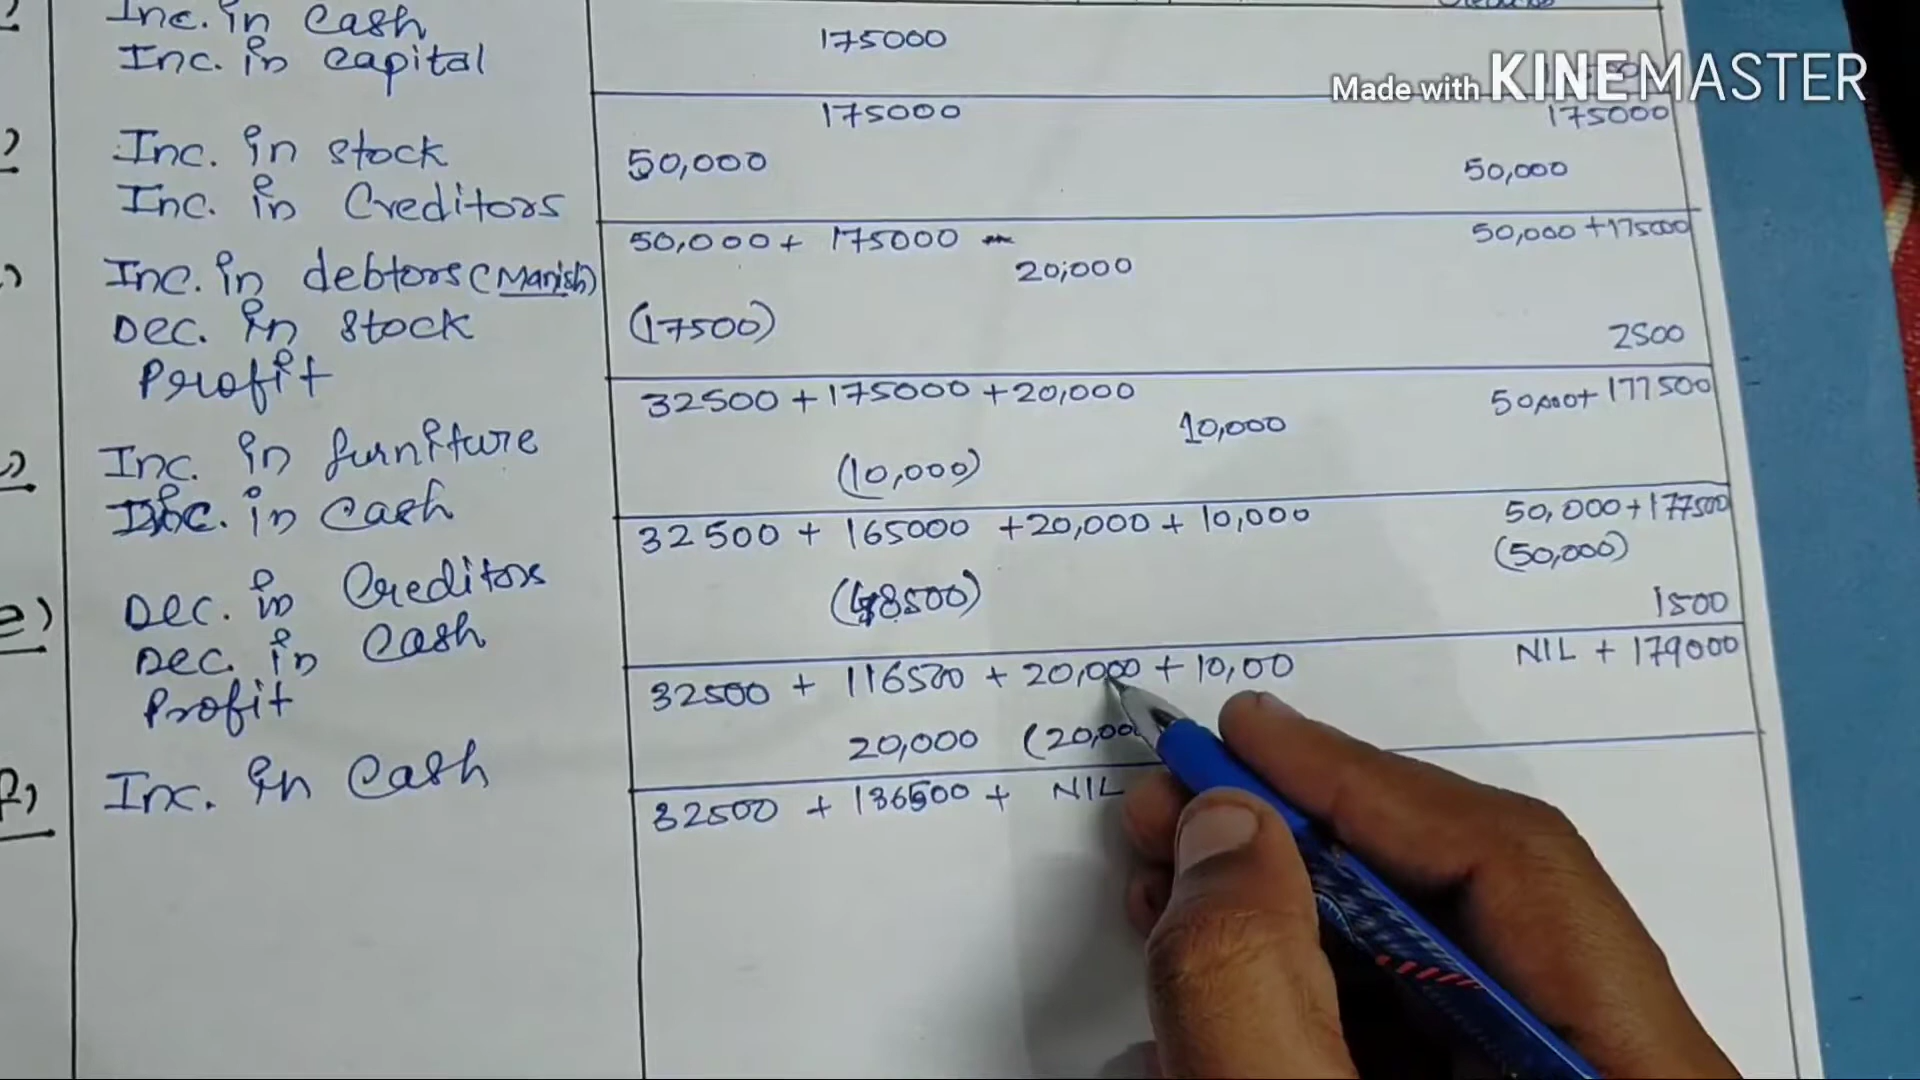 Inc. in cash
Inc. in capital
175000
Made with KINEMASTER
175000 175000
Inc. in stock 50,000
Inc. in Creditors 50,000
50,000 + 175000 50,000 + 175000
Inc. in debtors (Manish) 20,000
Dec. in stock (17500)
Profit 2500
32500 + 175000 + 20,000 50,000+ 177500
Inc. in furniture 10,000
Dec. in cash (10,000)
32500 + 165000 + 20,000 + 10,000 50,000 + 177500
Dec. in Creditors (50,000)
Dec. in cash (48500)
Profit 1500
e) 32500 + 116500 + 20,000 + 10,00 NIL + 179000
Inc. in cash 20,000
32500 + 136500 + NIL